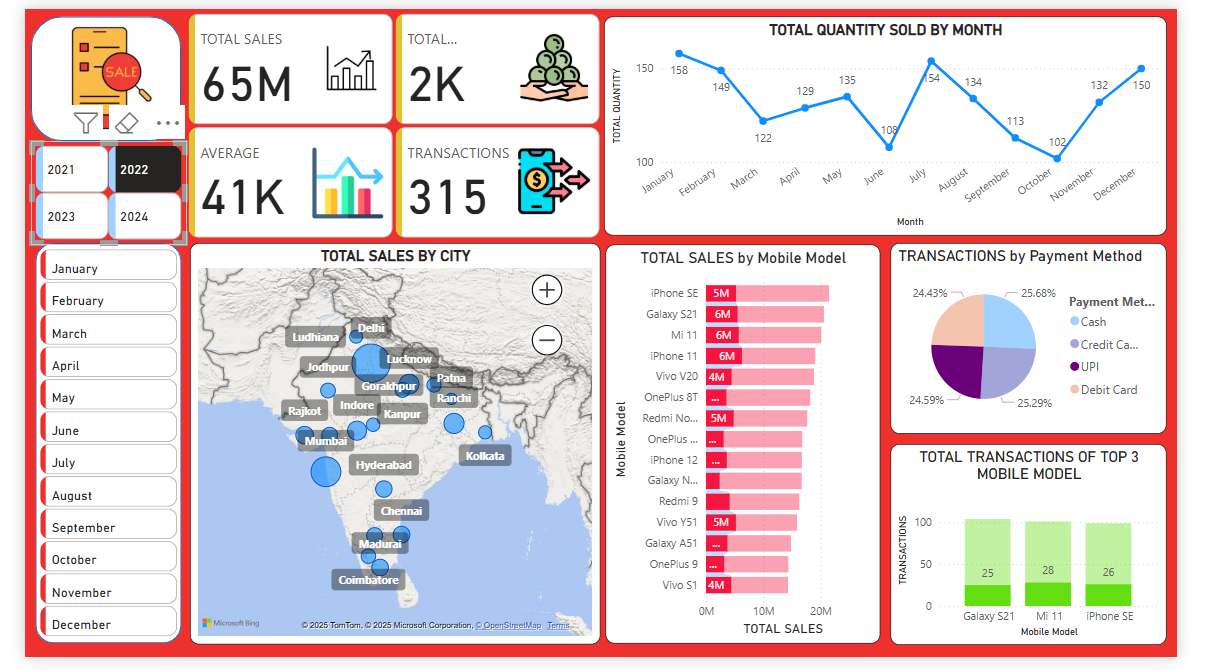 SALE
TOTAL SALES
65M
TOTAL...
2K
AVERAGE
41K
TRANSACTIONS
315
2021
2022
2023
2024
January
February
March
April
May
June
July
August
September
October
November
December
TOTAL QUANTITY SOLD BY MONTH
TOTAL QUANTITY
150
100
158
149
122
129
135
108
154
134
113
102
132
150
January
February
March
April
May
June
July
August
September
October
November
December
Month
TOTAL SALES BY CITY
Delhi
Ludhiana
Lucknow
Jodhpur
Patna
Gorakhpur
Ranchi
Indore
Rajkot
Kanpur
Mumbai
Kolkata
Hyderabad
Chennai
Madurai
Coimbatore
Microsoft Bing
© 2025 TomTom, © 2025 Microsoft Corporation, © OpenStreetMap Terms
TOTAL SALES by Mobile Model
Mobile Model
iPhone SE 5M
Galaxy S21 6M
Mi 11 6M
iPhone 11 6M
Vivo V20 4M
OnePlus 8T ...
Redmi No... 5M
OnePlus ... ...
iPhone 12 ...
Galaxy N...
Redmi 9
Vivo Y51 5M
Galaxy A51 ...
OnePlus 9 ...
Vivo S1 4M
0M 10M 20M
TOTAL SALES
TRANSACTIONS by Payment Method
24.43%
25.68%
24.59%
25.29%
Payment Met...
Cash
Credit Ca...
UPI
Debit Card
TOTAL TRANSACTIONS OF TOP 3
MOBILE MODEL
TRANSACTIONS
100
50
0
25
28
26
Galaxy S21 Mi 11 iPhone SE
Mobile Model